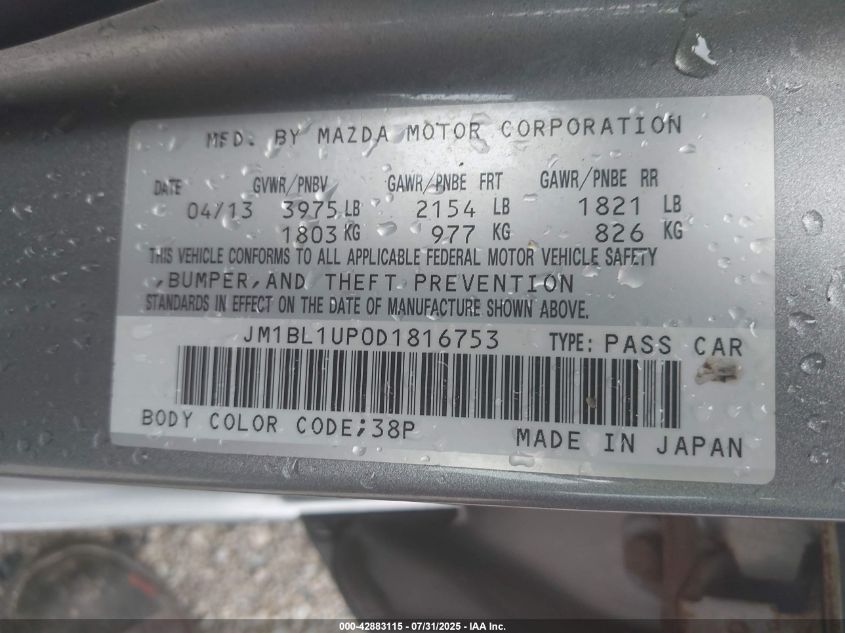 MFD. BY MAZDA MOTOR CORPORATION
DATE GVWR/PNBV GAWR/PNBE FRT GAWR/PNBE RR
04/13 3975 LB 2154 LB 1821 LB
1803 KG 977 KG 826 KG
THIS VEHICLE CONFORMS TO ALL APPLICABLE FEDERAL MOTOR VEHICLE SAFETY
,BUMPER,AND THEFT PREVENTION
STANDARDS IN EFFECT ON THE DATE OF MANUFACTURE SHOWN ABOVE.
JM1BL1UP0D1816753 TYPE: PASS CAR
BODY COLOR CODE;38P MADE IN JAPAN
000-42883115 - 07/31/2025 - IAA Inc.